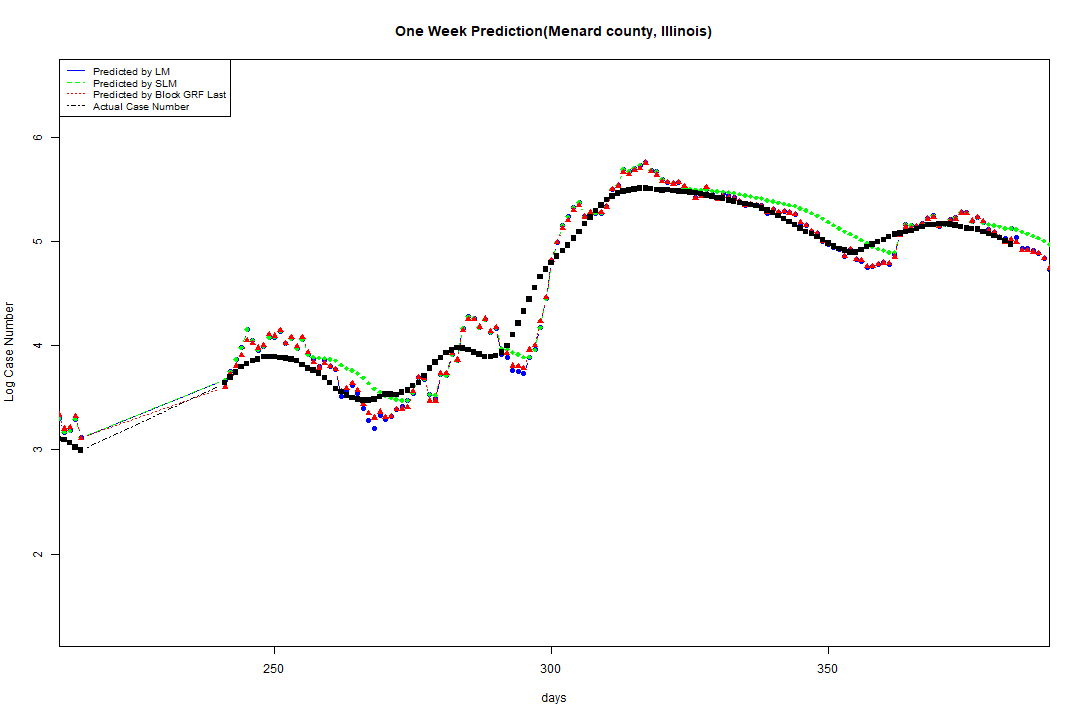 One Week Prediction(Menard county, Illinois)
Predicted by LM
Predicted by SLM
Predicted by Block GRF Last
Actual Case Number
Log Case Number
6
5
4
3
2
250 300 350
days